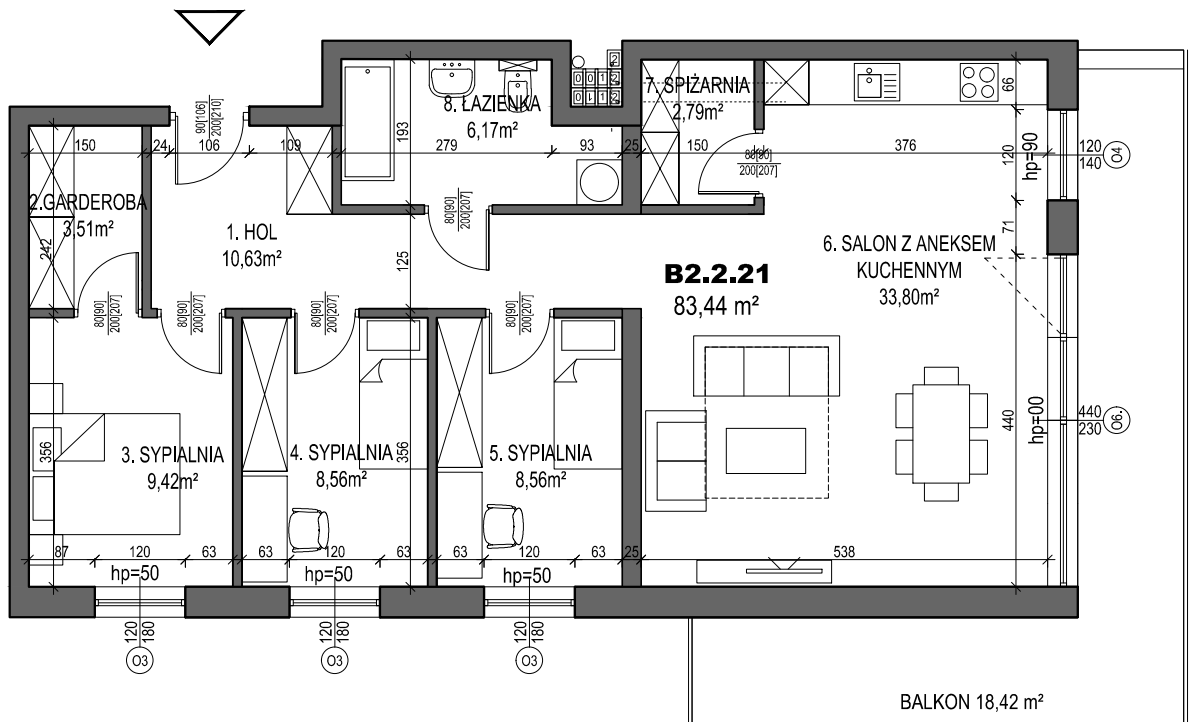 90[106]
200[210]
7. SPIŻARNIA
2,79m²
8. ŁAZIENKA
6,17m²
66
193
150
24
106
109
279
93
25
150
376
80[90]
200[207]
120
hp=90
120
140
O4
2.GARDEROBA
3,51m²
242
1. HOL
10,63m²
80[90]
200[207]
125
B2.2.21
83,44 m²
6. SALON Z ANEKSEM
KUCHENNYM
33,80m²
71
80[90]
200[207]
80[90]
200[207]
80[90]
200[207]
80[90]
200[207]
356
3. SYPIALNIA
9,42m²
4. SYPIALNIA
8,56m²
356
5. SYPIALNIA
8,56m²
440
hp=00
440
230
O6.
87
120
63
63
120
63
63
120
63
25
538
hp=50
hp=50
hp=50
120
180
O3
120
180
O3
120
180
O3
BALKON 18,42 m²